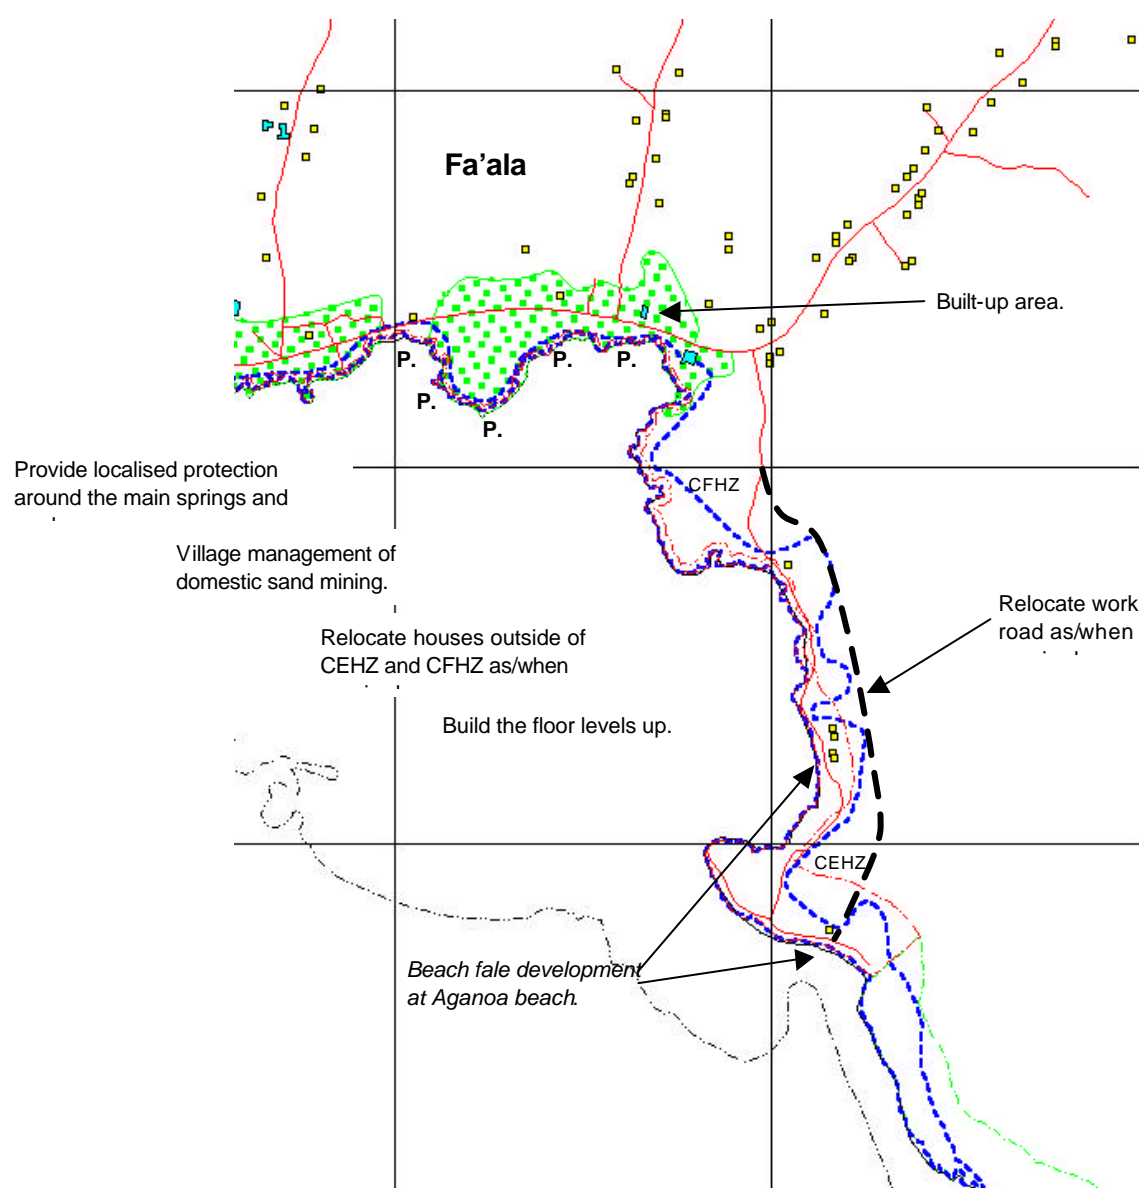 Fa'ala
Built-up area.
P.
P.
P.
P.
P.
Provide localised protection
around the main springs and
CFHZ
Village management of
domestic sand mining.
Relocate work
road as/when
Relocate houses outside of
CEHZ and CFHZ as/when
Build the floor levels up.
CEHZ
Beach fale development
at Aganoa beach.